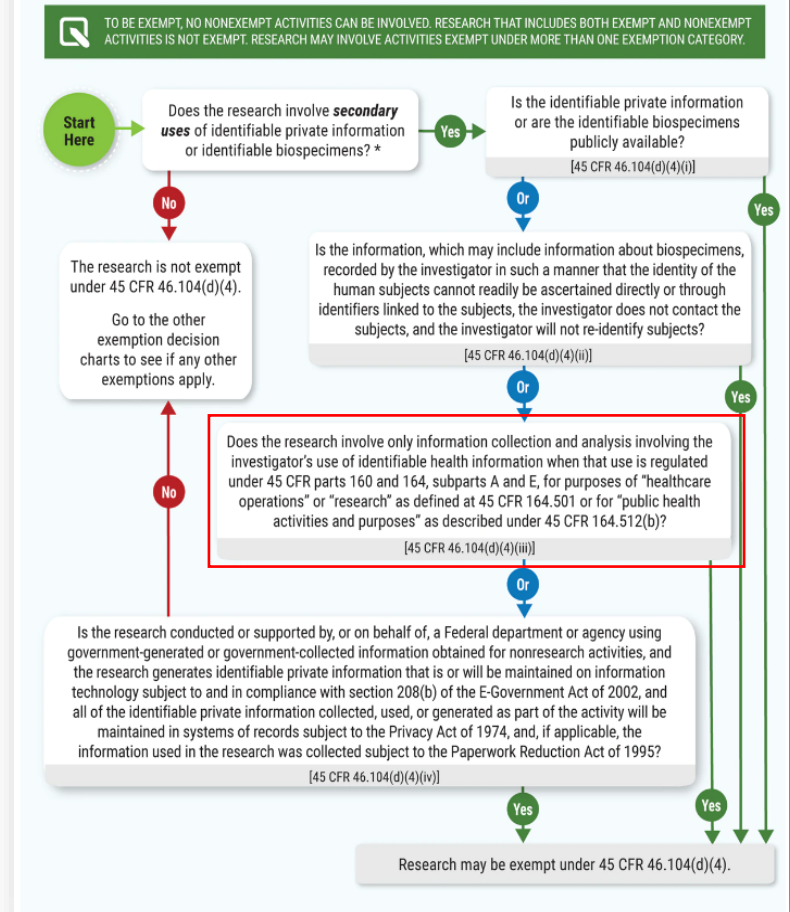 TO BE EXEMPT, NO NONEXEMPT ACTIVITIES CAN BE INVOLVED. RESEARCH THAT INCLUDES BOTH EXEMPT AND NONEXEMPT
ACTIVITIES IS NOT EXEMPT. RESEARCH MAY INVOLVE ACTIVITIES EXEMPT UNDER MORE THAN ONE EXEMPTION CATEGORY.
Start
Here
Does the research involve secondary
uses of identifiable private information
or identifiable biospecimens? *
Yes
Is the identifiable private information
or are the identifiable biospecimens
publicly available?
[45 CFR 46.104(d)(4)(i)]
No
Or
Yes
The research is not exempt
under 45 CFR 46.104(d)(4).
Go to the other
exemption decision
charts to see if any other
exemptions apply.
Is the information, which may include information about biospecimens,
recorded by the investigator in such a manner that the identity of the
human subjects cannot readily be ascertained directly or through
identifiers linked to the subjects, the investigator does not contact the
subjects, and the investigator will not re-identify subjects?
[45 CFR 46.104(d)(4)(ii)]
Or
Yes
Does the research involve only information collection and analysis involving the
investigator's use of identifiable health information when that use is regulated
under 45 CFR parts 160 and 164, subparts A and E, for purposes of "healthcare
operations" or "research" as defined at 45 CFR 164.501 or for "public health
activities and purposes" as described under 45 CFR 164.512(b)?
[45 CFR 46.104(d)(4)(iii)]
No
Or
Is the research conducted or supported by, or on behalf of, a Federal department or agency using
government-generated or government-collected information obtained for nonresearch activities, and
the research generates identifiable private information that is or will be maintained on information
technology subject to and in compliance with section 208(b) of the E-Government Act of 2002, and
all of the identifiable private information collected, used, or generated as part of the activity will be
maintained in systems of records subject to the Privacy Act of 1974, and, if applicable, the
information used in the research was collected subject to the Paperwork Reduction Act of 1995?
[45 CFR 46.104(d)(4)(iv)]
Yes
Yes
Research may be exempt under 45 CFR 46.104(d)(4).